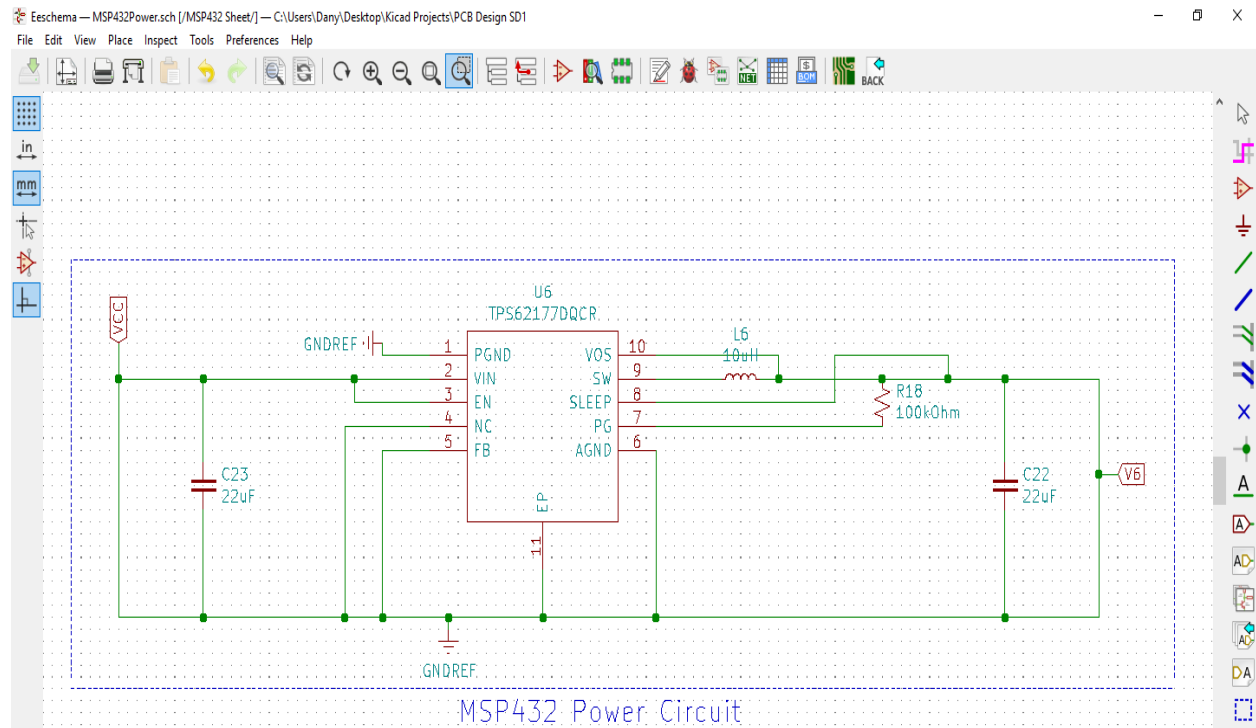 Eeschema — MSP432Power.sch [/MSP432 Sheet/] — C:\Users\Dany\Desktop\Kicad Projects\PCB Design SD1
File Edit View Place Inspect Tools Preferences Help
NET
$
BOM
BACK
in
mm
A
A
AD
AD
DA
VCC
U6
TPS62177DQCR
GNDREF
1 PGND
2 VIN
3 EN
4 NC
5 FB
VOS 10
SW 9
SLEEP 8
PG 7
AGND 6
EP
11
L6
10uH
R18
100kOhm
C23
22uF
C22
22uF
V6
GNDREF
MSP432 Power Circuit